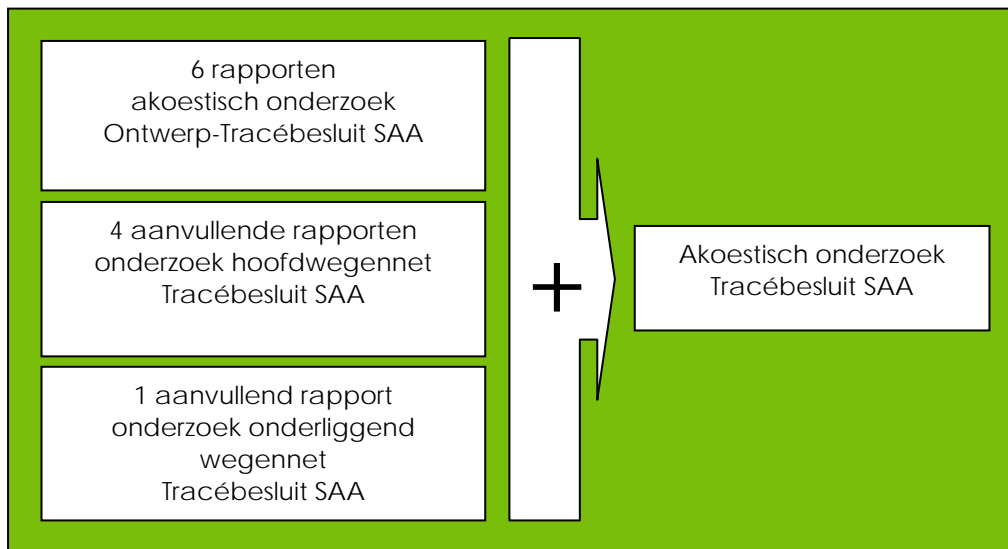 6 rapporten
akoestisch onderzoek
Ontwerp-Tracébesluit SAA
4 aanvullende rapporten
onderzoek hoofdwegennet
Tracébesluit SAA
1 aanvullend rapport
onderzoek onderliggend
wegennet
Tracébesluit SAA
+
Akoestisch onderzoek
Tracébesluit SAA